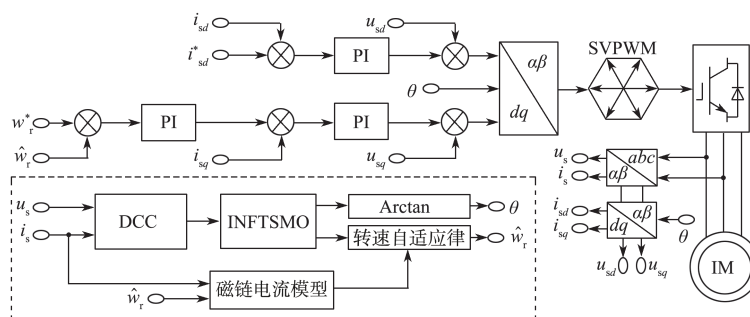 i_sd
u_sd
i*_sd
PI
SVPWM
αβ
dq
θ
w*_r
PI
PI
ŵ_r
i_sq
u_sq
u_s
abc
i_s
αβ
u_s
DCC
INFTSMO
Arctan
θ
i_sd
αβ
i_s
转速自适应律
ŵ_r
i_sq
dq
θ
ŵ_r
磁链电流模型
u_sd
u_sq
IM